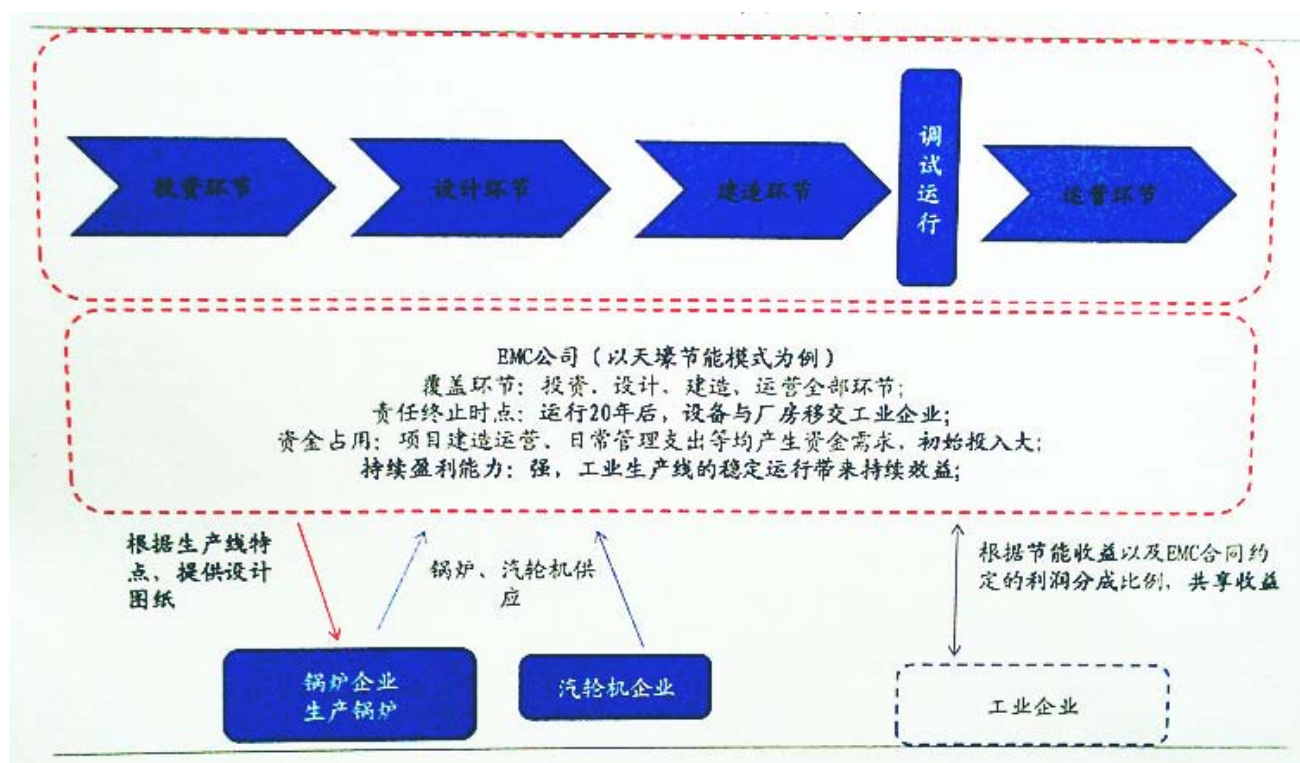 投资环节
设计环节
建造环节
调试运行
运营环节
EMC公司（以天壕节能模式为例）
覆盖环节：投资、设计、建造、运营全部环节；
责任终止时点：运行20年后，设备与厂房移交工业企业；
资金占用：项目建造运营、日常管理支出等均产生资金需求，初始投入大；
持续盈利能力：强，工业生产线的稳定运行带来持续效益；
根据生产线特
点，提供设计
图纸
锅炉、汽轮机供
应
根据节能收益以及EMC合同约
定的利润分成比例，共享收益
锅炉企业
生产锅炉
汽轮机企业
工业企业